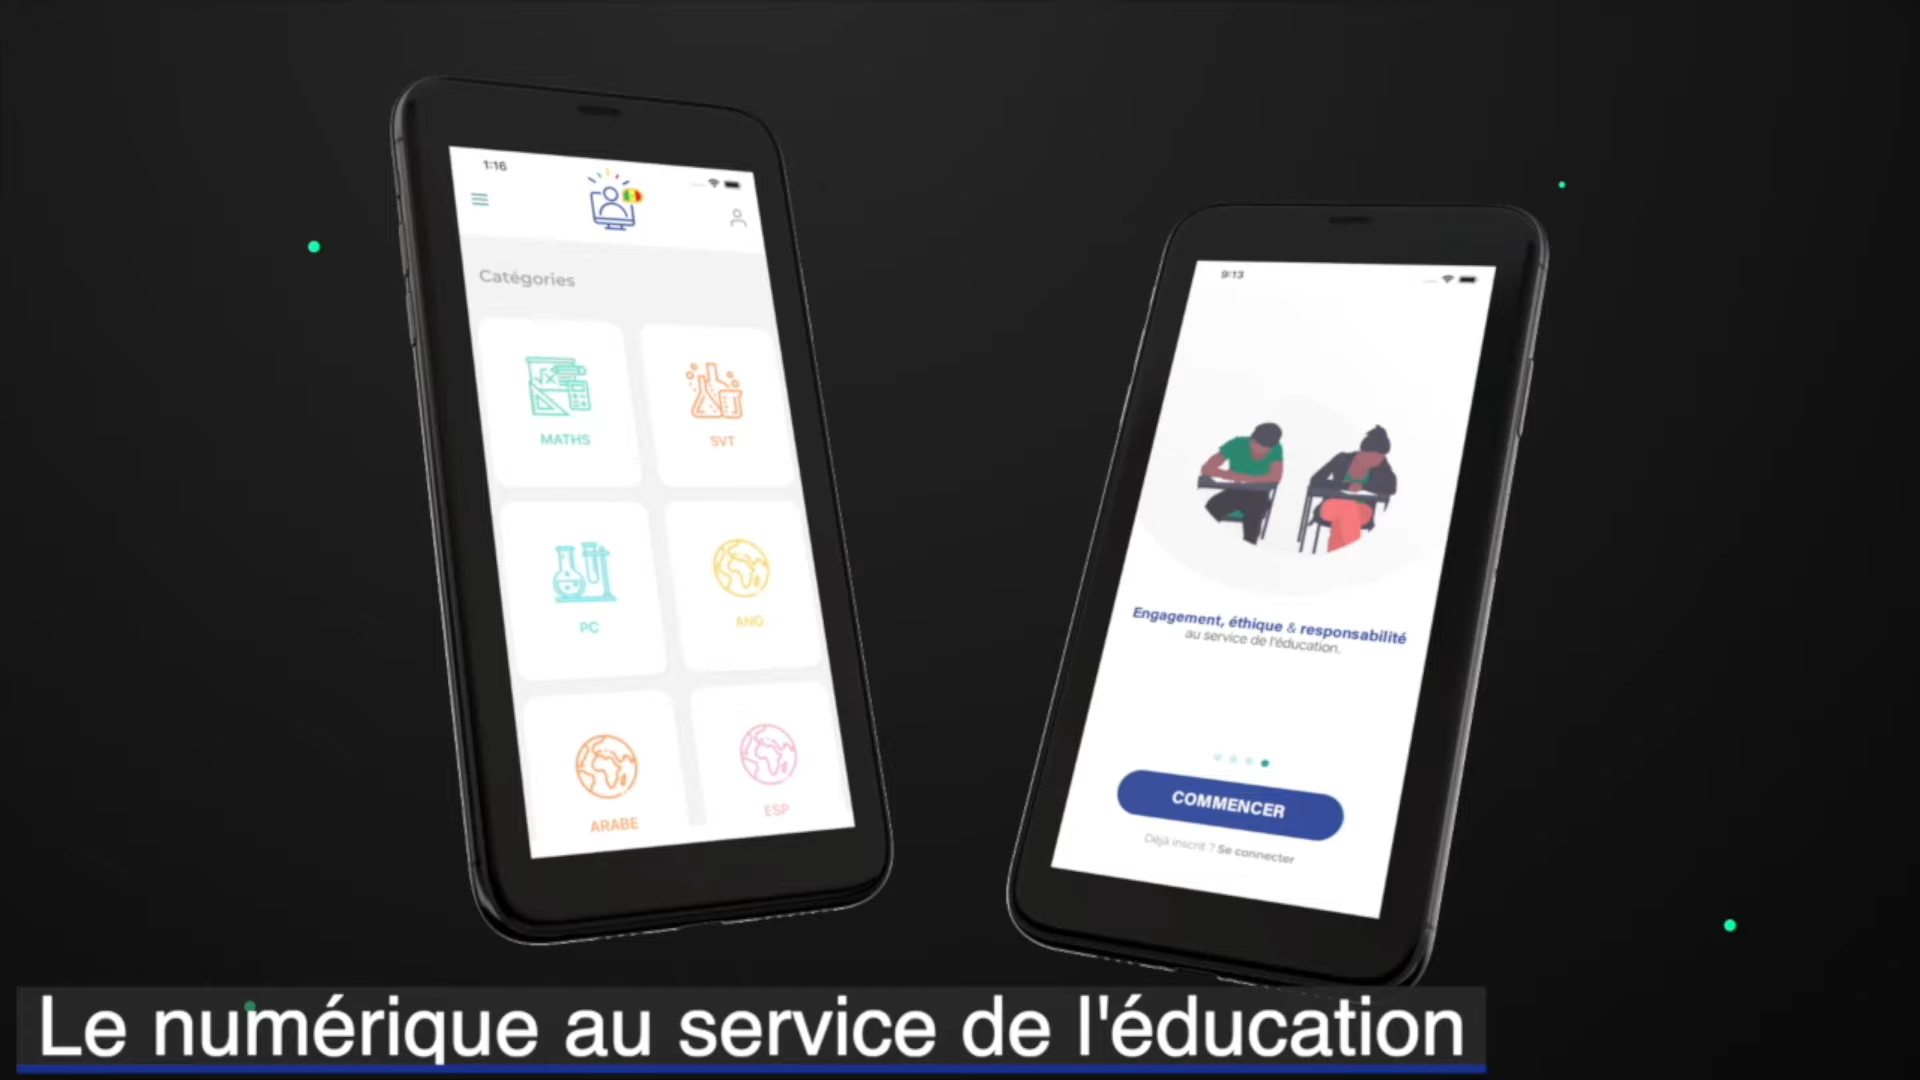 1:16
Catégories
MATHS
SVT
PC
ANG
ARABE
ESP
9:13
Engagement, éthique & responsabilité
au service de l'éducation.
COMMENCER
Déjà inscrit ? Se connecter
Le numérique au service de l'éducation